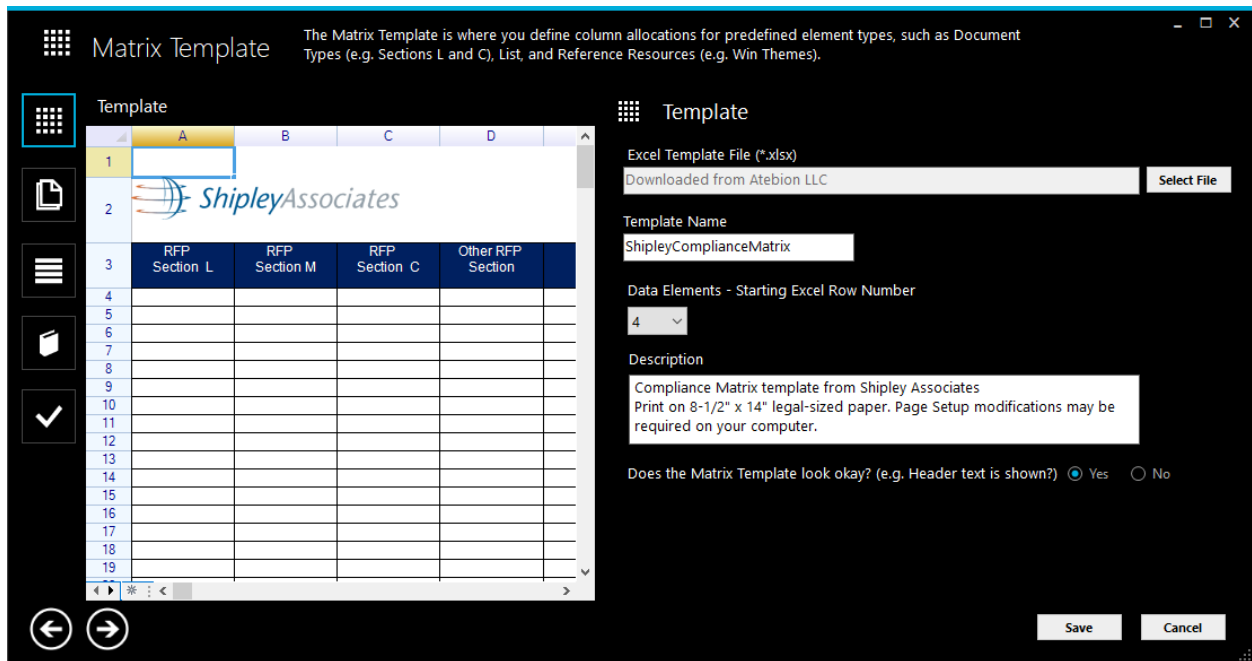 Matrix Template
The Matrix Template is where you define column allocations for predefined element types, such as Document
Types (e.g. Sections L and C), List, and Reference Resources (e.g. Win Themes).
Template
A B C D
1
2
ShipleyAssociates
3
RFP
Section L
RFP
Section M
RFP
Section C
Other RFP
Section
4
5
6
7
8
9
10
11
12
13
14
15
16
17
18
19
Template
Excel Template File (*.xlsx)
Downloaded from Atebion LLC
Select File
Template Name
ShipleyComplianceMatrix
Data Elements - Starting Excel Row Number
4
Description
Compliance Matrix template from Shipley Associates
Print on 8-1/2" x 14" legal-sized paper. Page Setup modifications may be
required on your computer.
Does the Matrix Template look okay? (e.g. Header text is shown?) Yes No
Save Cancel